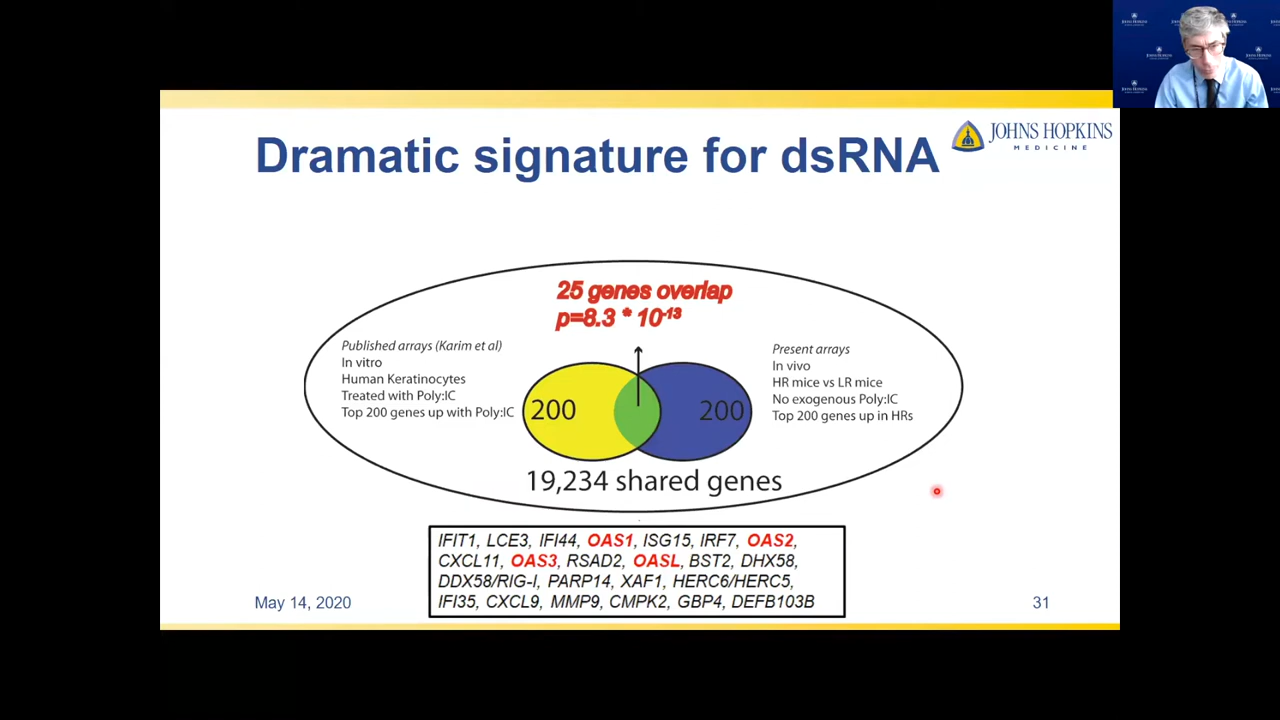 Dramatic signature for dsRNA
JOHNS HOPKINS
MEDICINE
25 genes overlap
p=8.3 * 10-13
Published arrays (Karim et al)
In vitro
Human Keratinocytes
Treated with Poly:IC
Top 200 genes up with Poly:IC
200
200
Present arrays
In vivo
HR mice vs LR mice
No exogenous Poly:IC
Top 200 genes up in HRs
19,234 shared genes
IFIT1, LCE3, IFI44, OAS1, ISG15, IRF7, OAS2,
CXCL11, OAS3, RSAD2, OASL, BST2, DHX58,
DDX58/RIG-I, PARP14, XAF1, HERC6/HERC5,
IFI35, CXCL9, MMP9, CMPK2, GBP4, DEFB103B
May 14, 2020
31